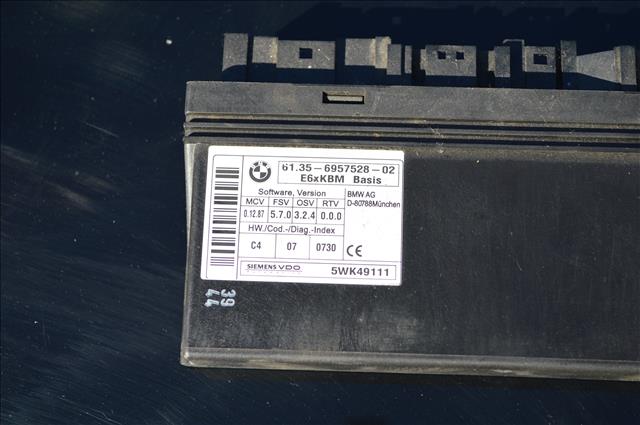 61.35-6957528-02
E6xKBM Basis
Software, Version
MCV FSV OSV RTV
0.12.87 5.7.0 3.2.4 0.0.0
HW./Cod.-/Diag.-Index
C4 07 0730
BMW AG
D-80788München
CE
SIEMENS VDO
5WK49111
39
44